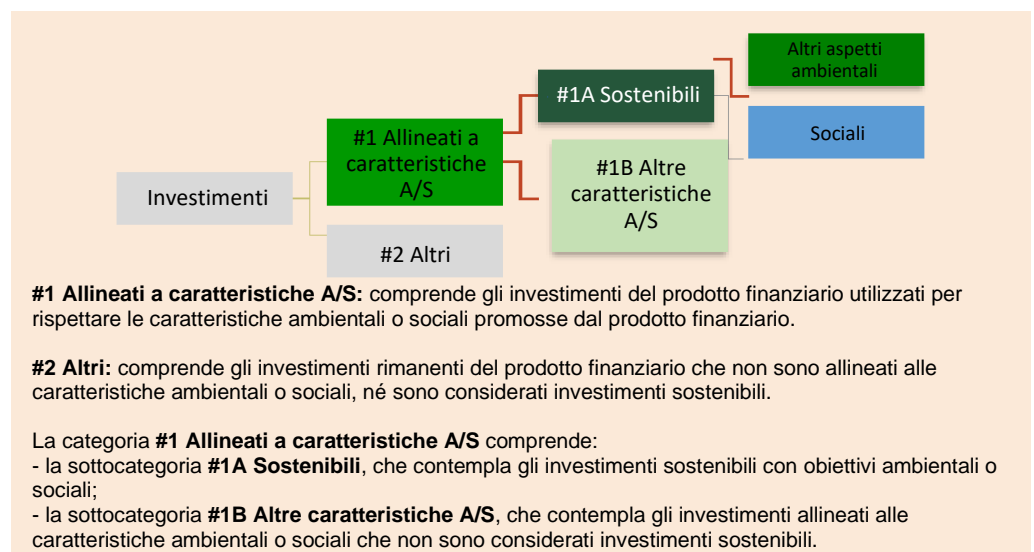 Altri aspetti
ambientali
#1A Sostenibili
Sociali
#1 Allineati a
caratteristiche
A/S
#1B Altre
caratteristiche
A/S
Investimenti
#2 Altri
#1 Allineati a caratteristiche A/S: comprende gli investimenti del prodotto finanziario utilizzati per
rispettare le caratteristiche ambientali o sociali promosse dal prodotto finanziario.
#2 Altri: comprende gli investimenti rimanenti del prodotto finanziario che non sono allineati alle
caratteristiche ambientali o sociali, né sono considerati investimenti sostenibili.
La categoria #1 Allineati a caratteristiche A/S comprende:
- la sottocategoria #1A Sostenibili, che contempla gli investimenti sostenibili con obiettivi ambientali o
sociali;
- la sottocategoria #1B Altre caratteristiche A/S, che contempla gli investimenti allineati alle
caratteristiche ambientali o sociali che non sono considerati investimenti sostenibili.